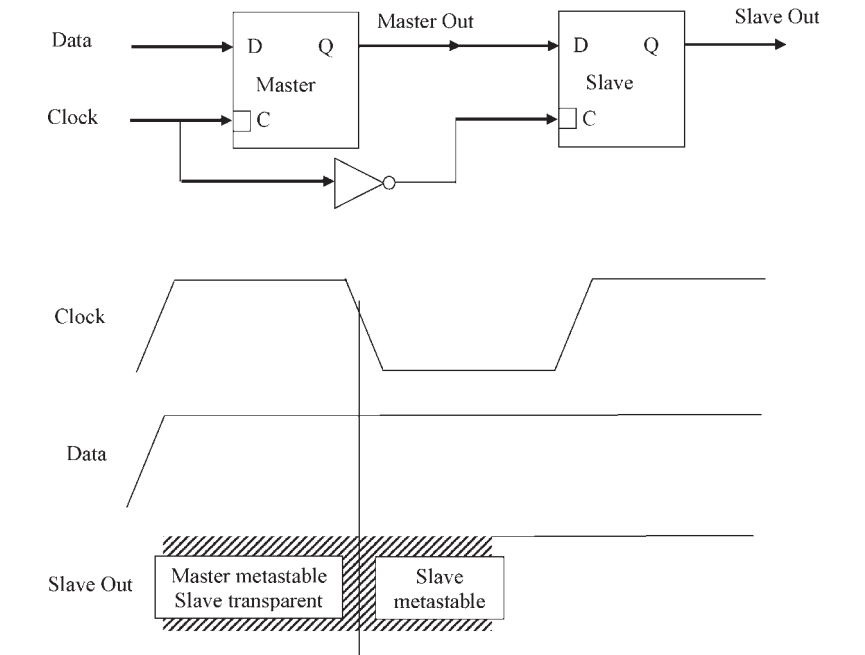 Data
D
Q
Master
Clock
C
Master Out
D
Q
Slave
C
Slave Out
Clock
Data
Slave Out
Master metastable
Slave transparent
Slave
metastable